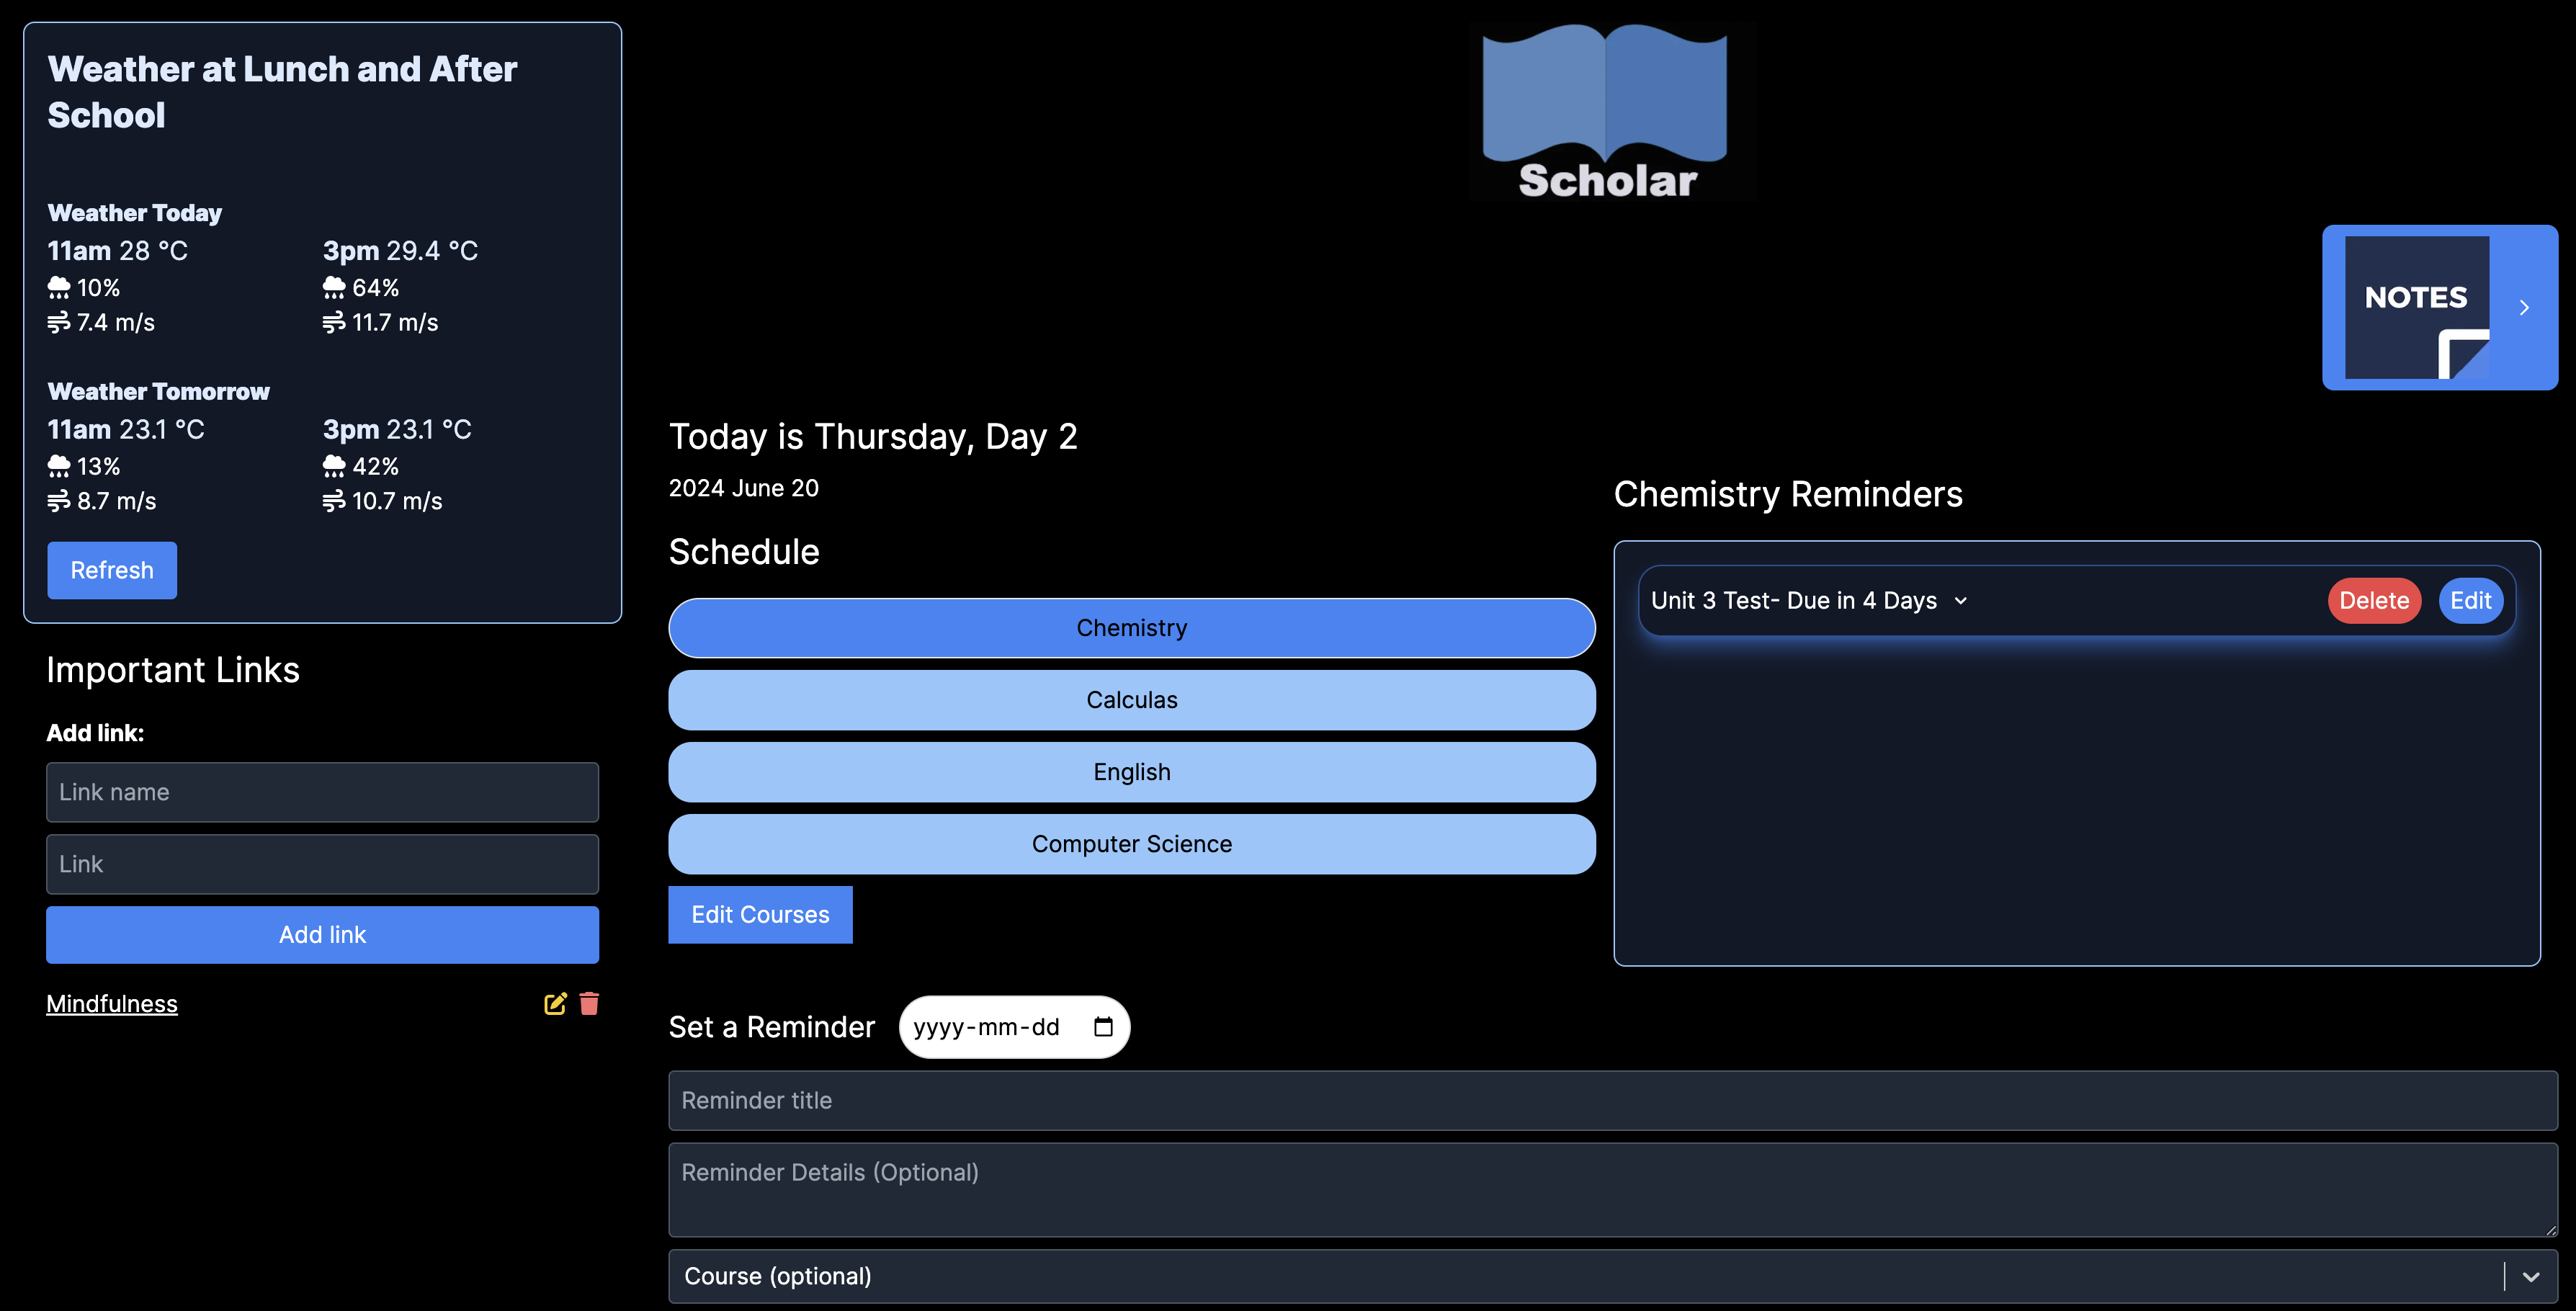 Weather at Lunch and After
School
Weather Today
11am 28 °C
10%
7.4 m/s
3pm 29.4 °C
64%
11.7 m/s
Weather Tomorrow
11am 23.1 °C
13%
8.7 m/s
3pm 23.1 °C
42%
10.7 m/s
Refresh
Important Links
Add link:
Link name
Link
Add link
Mindfulness
Scholar
NOTES
Today is Thursday, Day 2
2024 June 20
Schedule
Chemistry
Calculas
English
Computer Science
Edit Courses
Chemistry Reminders
Unit 3 Test- Due in 4 Days
Delete
Edit
Set a Reminder
yyyy-mm-dd
Reminder title
Reminder Details (Optional)
Course (optional)